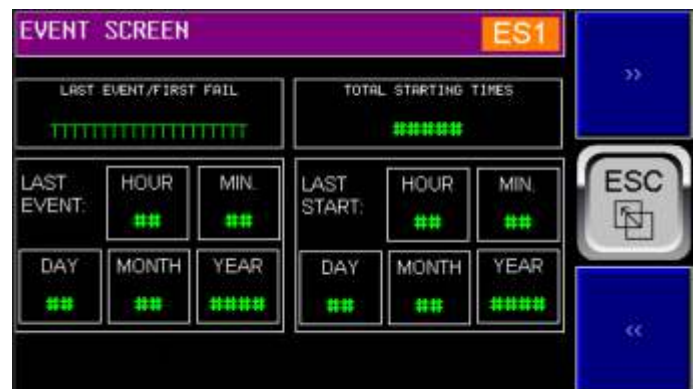 EVENT SCREEN ES1
>>
LAST EVENT/FIRST FAIL
TTTTTTTTTTTTTTTTTTTT
TOTAL STARTING TIMES
#####
LAST EVENT:
HOUR
##
MIN.
##
DAY
##
MONTH
##
YEAR
####
LAST START:
HOUR
##
MIN.
##
DAY
##
MONTH
##
YEAR
####
ESC
<<